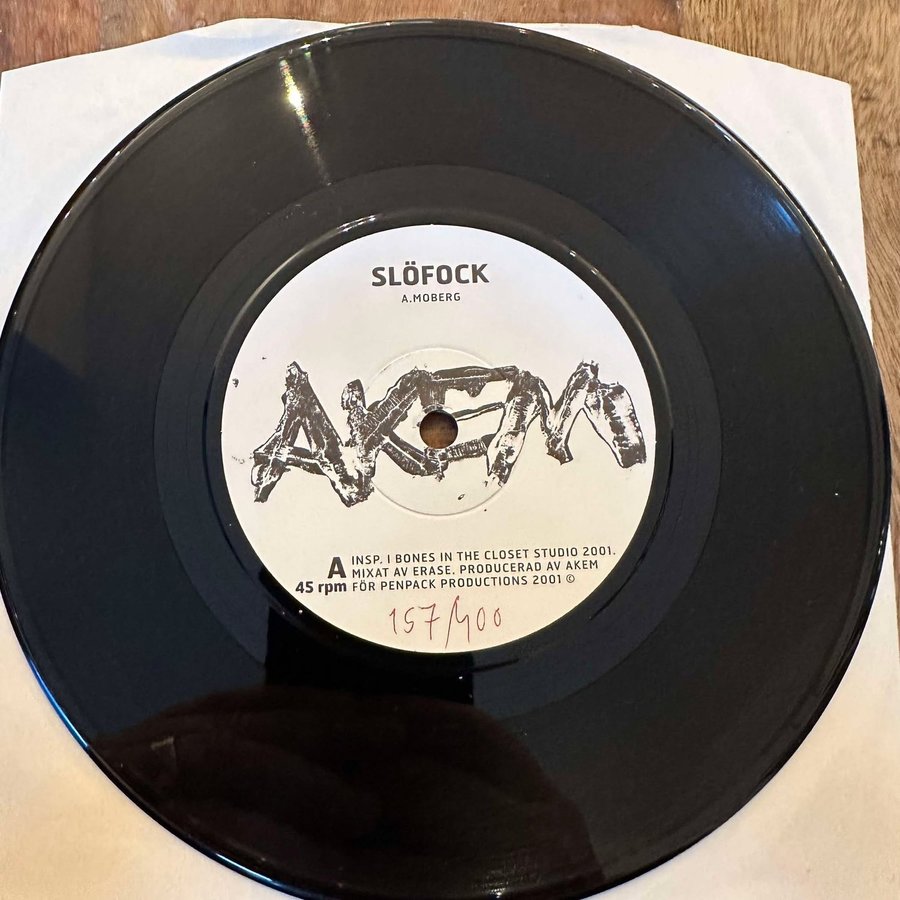 SLÖFOCK
A.MOBERG
AKEM
A
45 rpm
INSP. I BONES IN THE CLOSET STUDIO 2001.
MIXAT AV ERASE. PRODUCERAD AV AKEM
FÖR PENPACK PRODUCTIONS 2001 ©
157/400